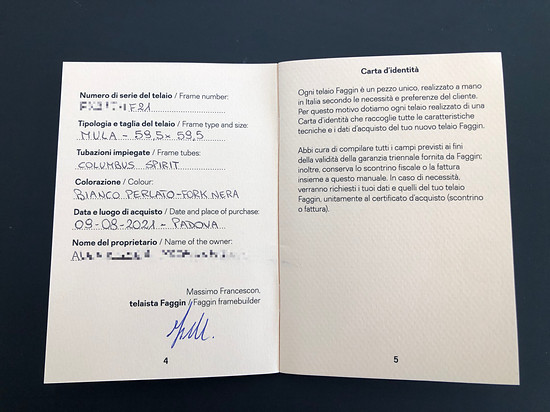 Numero di serie del telaio / Frame number:
F21
Tipologia e taglia del telaio / Frame type and size:
MULA - 59,5 x 59,5
Tubazioni impiegate / Frame tubes:
COLUMBUS SPIRIT
Colorazione / Colour:
BIANCO PERLATO - FORK NERA
Data e luogo di acquisto / Date and place of purchase:
09-08-2021 - PADOVA
Nome del proprietario / Name of the owner:
Massimo Francescon,
telaista Faggin / Faggin framebuilder
4
Carta d'identità
Ogni telaio Faggin è un pezzo unico, realizzato a mano
in Italia secondo le necessità e preferenze del cliente.
Per questo motivo dotiamo ogni telaio realizzato di una
Carta d'identità che raccoglie tutte le caratteristiche
tecniche e i dati d'acquisto del tuo nuovo telaio Faggin.
Abbi cura di compilare tutti i campi previsti ai fini
della validità della garanzia triennale fornita da Faggin;
inoltre, conserva lo scontrino fiscale o la fattura
insieme a questo manuale. In caso di necessità,
verranno richiesti i tuoi dati e quelli del tuo telaio
Faggin, unitamente al certificato d'acquisto (scontrino
o fattura).
5